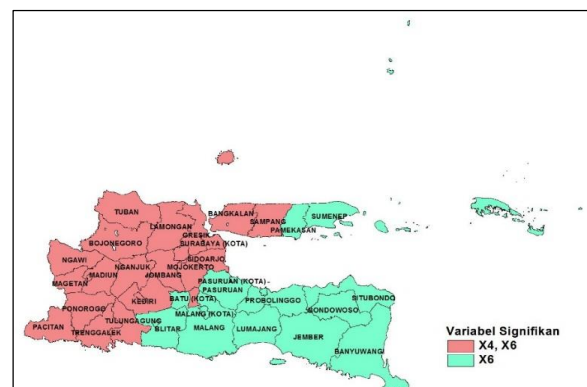 TUBAN
BANGKALAN
SUMENEP
SAMPANG
LAMONGAN
PAMEKASAN
GRESIK
SURABAYA (KOTA)
BOJONEGORO
SIDOARJO
NGAWI
NGANJUK
MOJOKERTO
MADIUN
JOMBANG
MAGETAN
PASURUAN (KOTA)
PASURUAN
KEDIRI
BATU (KOTA)
PROBOLINGGO
SITUBONDO
PONOROGO
MALANG (KOTA)
BONDOWOSO
TULUNGAGUNG
PACITAN
TRENGGALEK
BLITAR
MALANG
LUMAJANG
JEMBER
BANYUWANGI
Variabel Signifikan
X4, X6
X6